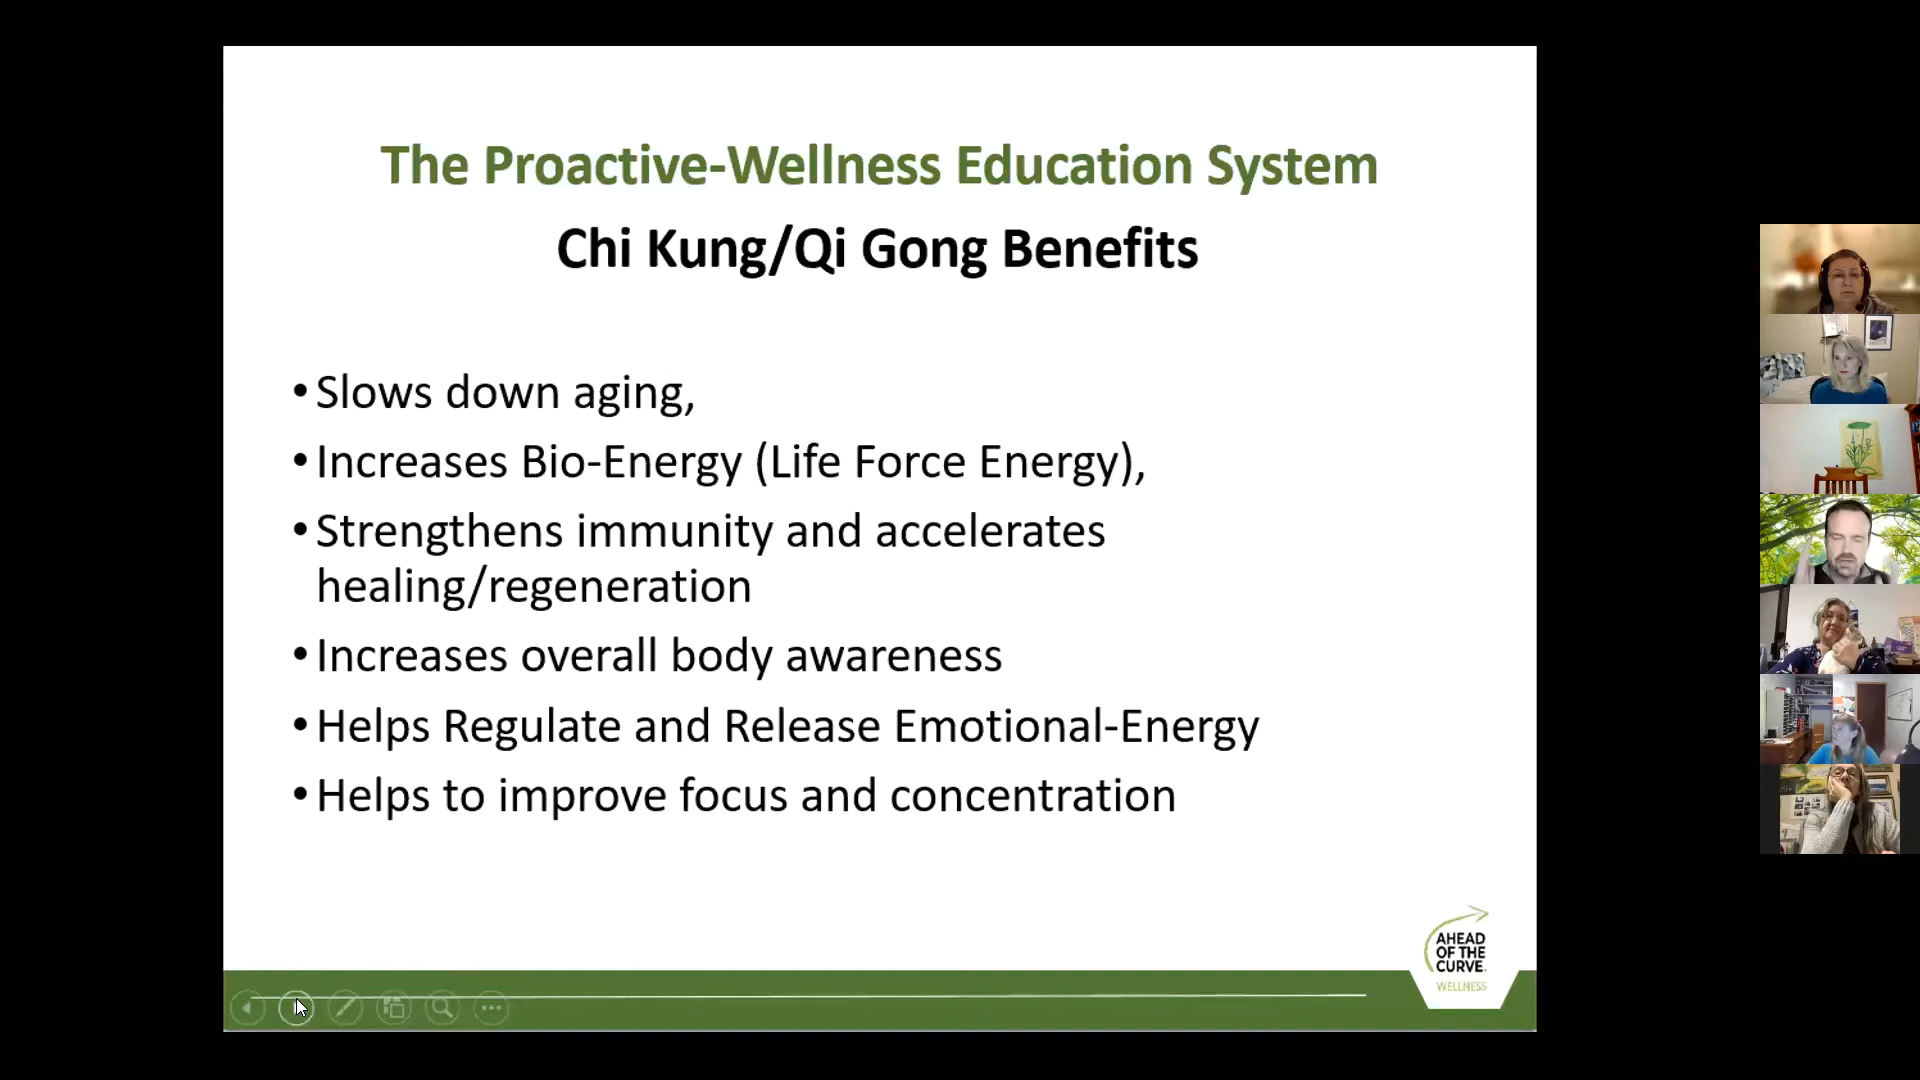 The Proactive-Wellness Education System
Chi Kung/Qi Gong Benefits
•Slows down aging,
•Increases Bio-Energy (Life Force Energy),
•Strengthens immunity and accelerates
healing/regeneration
•Increases overall body awareness
•Helps Regulate and Release Emotional-Energy
•Helps to improve focus and concentration
AHEAD
OF THE
CURVE
WELLNESS